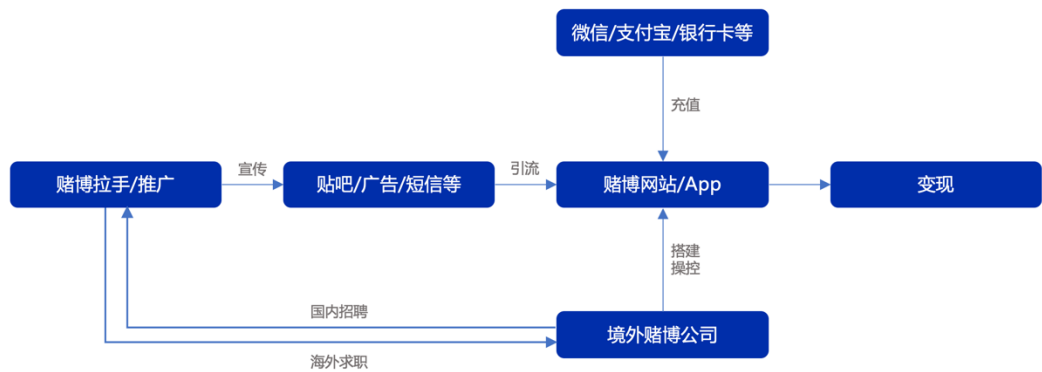 微信/支付宝/银行卡等
充值
赌博拉手/推广
宣传
贴吧/广告/短信等
引流
赌博网站/App
变现
搭建
操控
国内招聘
境外赌博公司
海外求职